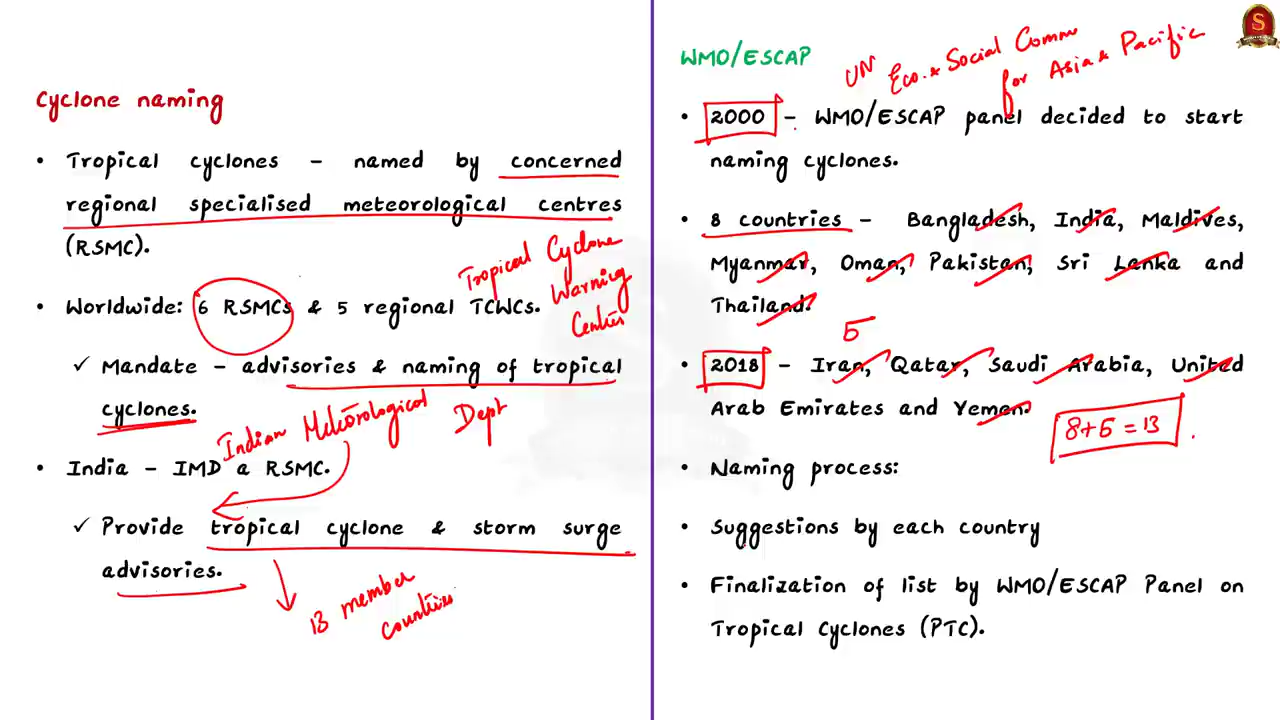 Cyclone naming
• Tropical cyclones – named by concerned
regional specialised meteorological centres
(RSMC).
Tropical Cyclone
Warning
Center
• Worldwide: 6 RSMCs & 5 regional TCWCs.
✓ Mandate – advisories & naming of tropical
cyclones.
Indian Meteorological Dept
• India – IMD a RSMC.
✓ Provide tropical cyclone & storm surge
advisories.
13 member
countries
S
WMO/ESCAP
UN Eco. & Social Comm
for Asia & Pacific
• 2000 – WMO/ESCAP panel decided to start
naming cyclones.
• 8 countries – Bangladesh, India, Maldives,
Myanmar, Oman, Pakistan, Sri Lanka and
Thailand.
5
• 2018 – Iran, Qatar, Saudi Arabia, United
Arab Emirates and Yemen.
8+5 = 13
• Naming process:
• Suggestions by each country
• Finalization of list by WMO/ESCAP Panel on
Tropical Cyclones (PTC).